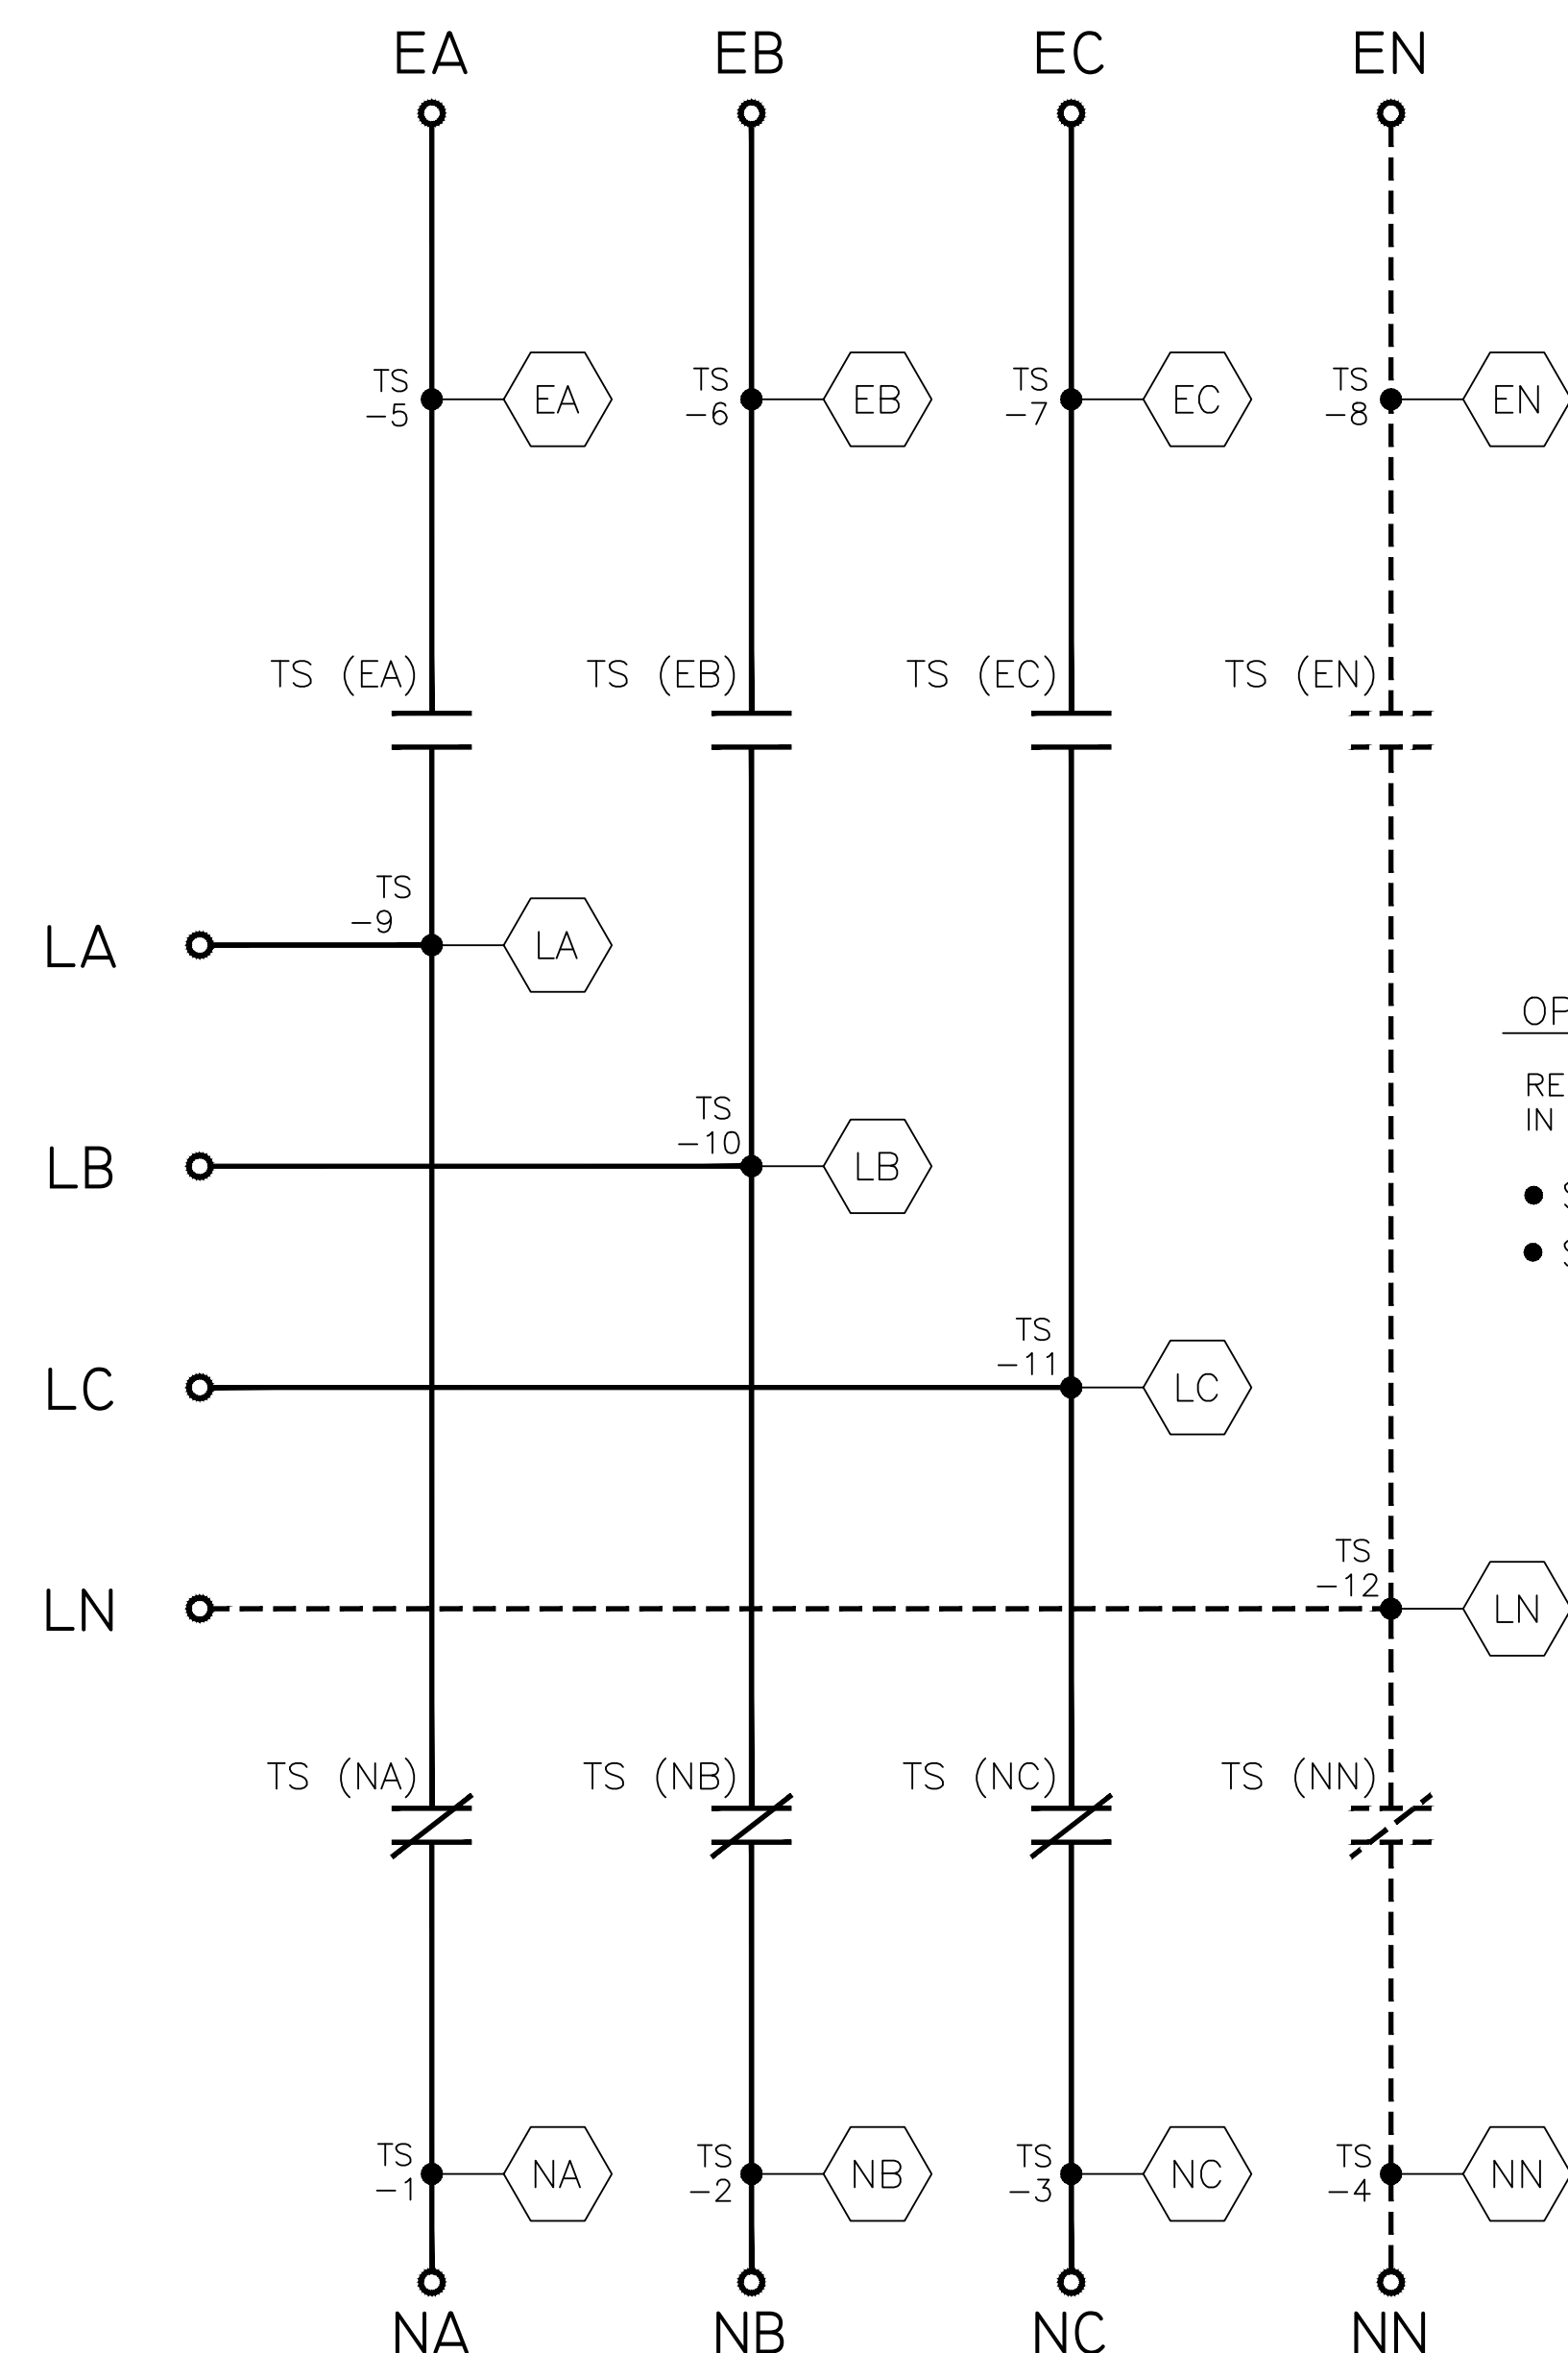 EA EB EC EN
TS TS TS TS
-5 -6 -7 -8
EA EB EC EN
TS (EA) TS (EB) TS (EC) TS (EN)
TS
-9
LA LA
OP
RE
IN
TS
-10
LB LB
TS
-11
LC LC
TS
-12
LN LN
TS (NA) TS (NB) TS (NC) TS (NN)
TS TS TS TS
-1 -2 -3 -4
NA NB NC NN
NA NB NC NN